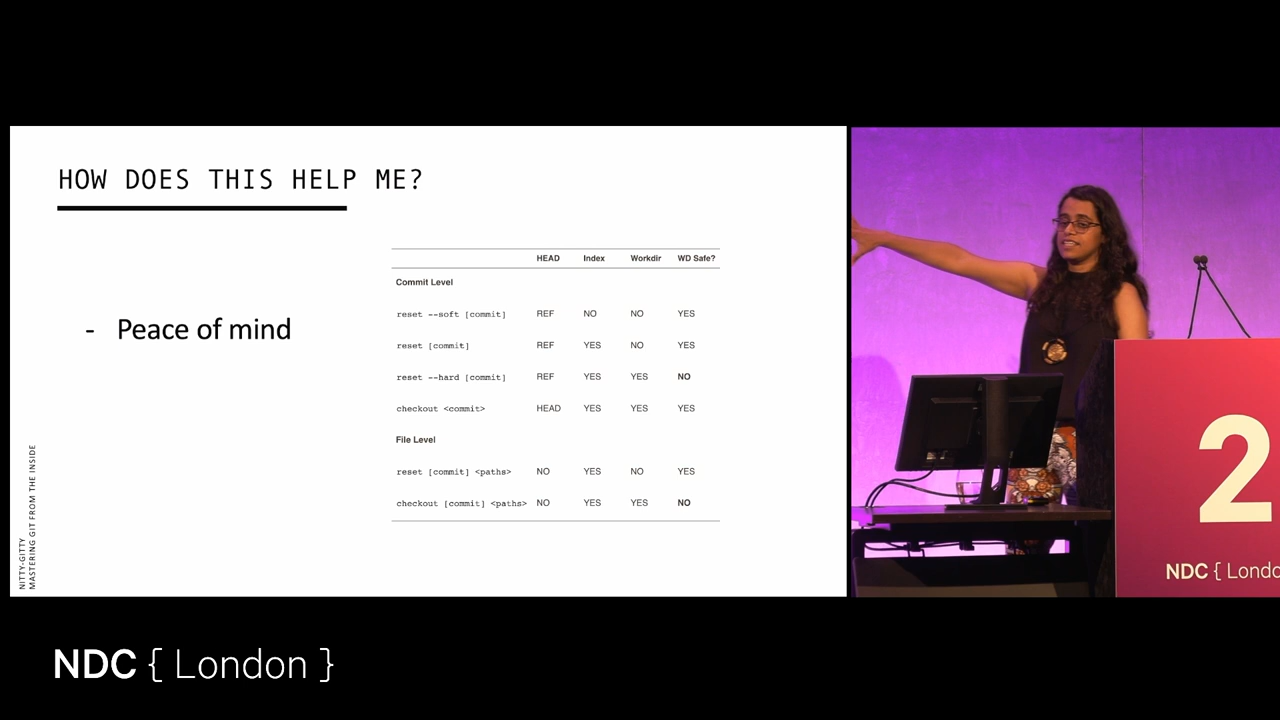 HOW DOES THIS HELP ME?
- Peace of mind
HEAD Index Workdir WD Safe?
Commit Level
reset --soft [commit] REF NO NO YES
reset [commit] REF YES NO YES
reset --hard [commit] REF YES YES NO
checkout <commit> HEAD YES YES YES
File Level
reset [commit] <paths> NO YES NO YES
checkout [commit] <paths> NO YES YES NO
NITTY-GITTY
MASTERING GIT FROM THE INSIDE
2
NDC { Londo
NDC { London }